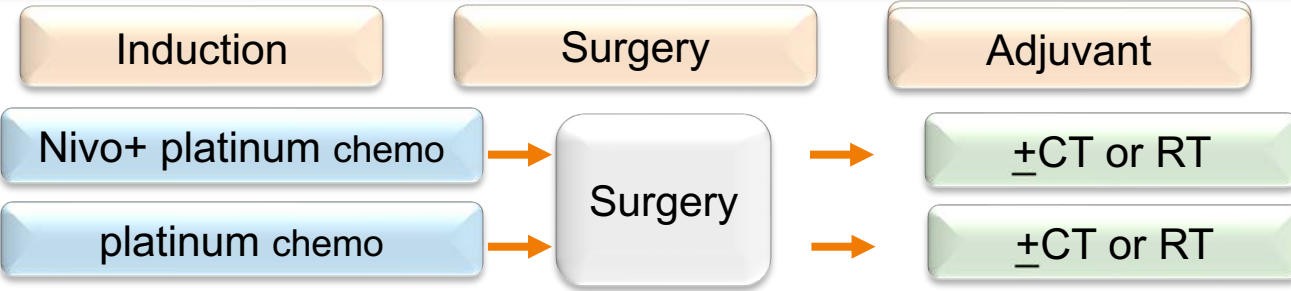 Induction
Surgery
Adjuvant
Nivo+ platinum chemo
Surgery
±CT or RT
platinum chemo
±CT or RT